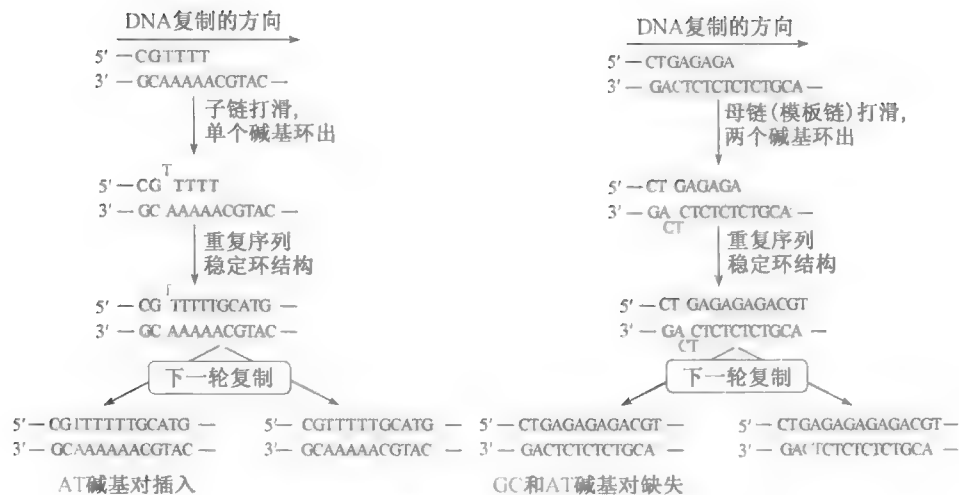 DNA复制的方向
5′ — CGTTTT
3′ — GCAAAAACGTAC —
子链打滑,
单个碱基环出
T
5′ — CG TTTT
3′ — GC AAAAACGTAC —
重复序列
稳定环结构
T
5′ — CG TTTTTGCATG —
3′ — GC AAAAACGTAC —
下一轮复制
5′ — CGTTTTTTGCATG —
3′ — GCAAAAAACGTAC —
AT碱基对插入
5′ — CGTTTTTGCATG —
3′ — GCAAAAACGTAC —
DNA复制的方向
5′ — CTGAGAGA
3′ — GACTCTCTCTCTGCA —
母链(模板链)打滑,
两个碱基环出
5′ — CT GAGAGA
3′ — GA CTCTCTCTGCA —
CT
重复序列
稳定环结构
5′ — CT GAGAGAGACGT
3′ — GA CTCTCTCTGCA —
CT
下一轮复制
5′ — CTGAGAGAGACGT —
3′ — GACTCTCTCTGCA —
GC和AT碱基对缺失
5′ — CTGAGAGAGAGACGT —
3′ — GACTCTCTCTCTGCA —